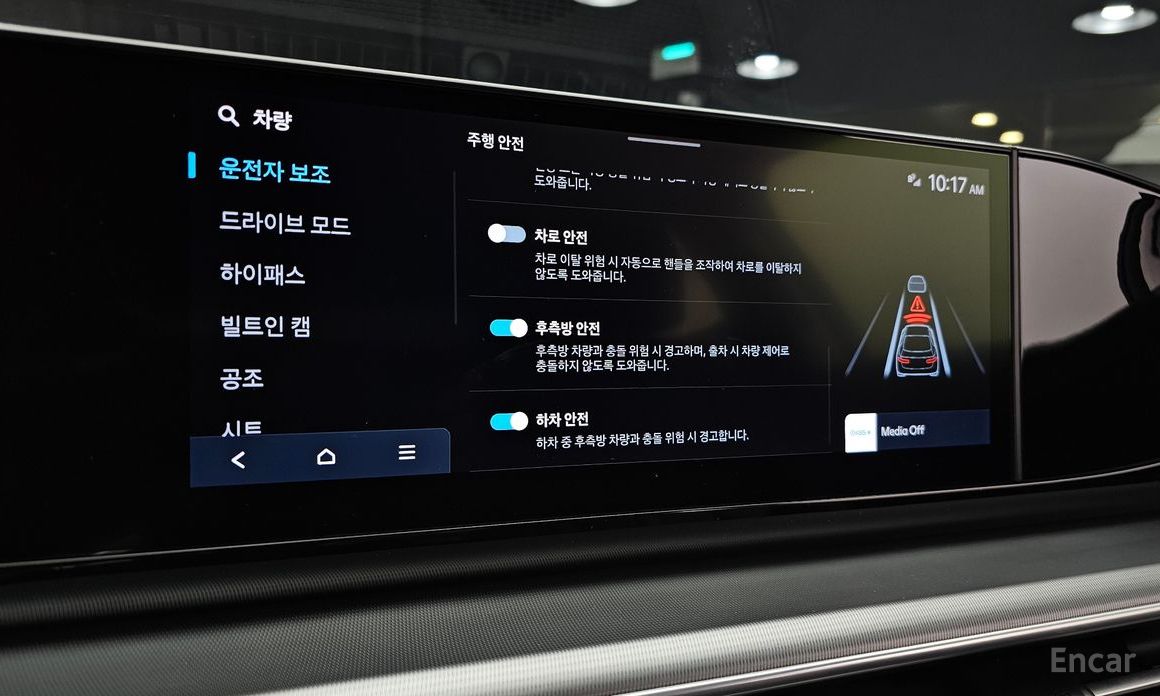 차량
운전자 보조
드라이브 모드
하이패스
빌트인 캠
공조
시트
주행 안전
도와줍니다.
차로 안전
차로 이탈 위험 시 자동으로 핸들을 조작하여 차로를 이탈하지
않도록 도와줍니다.
후측방 안전
후측방 차량과 충돌 위험 시 경고하며, 출차 시 차량 제어로
충돌하지 않도록 도와줍니다.
하차 안전
하차 중 후측방 차량과 충돌 위험 시 경고합니다.
10:17 AM
Media Off
Encar